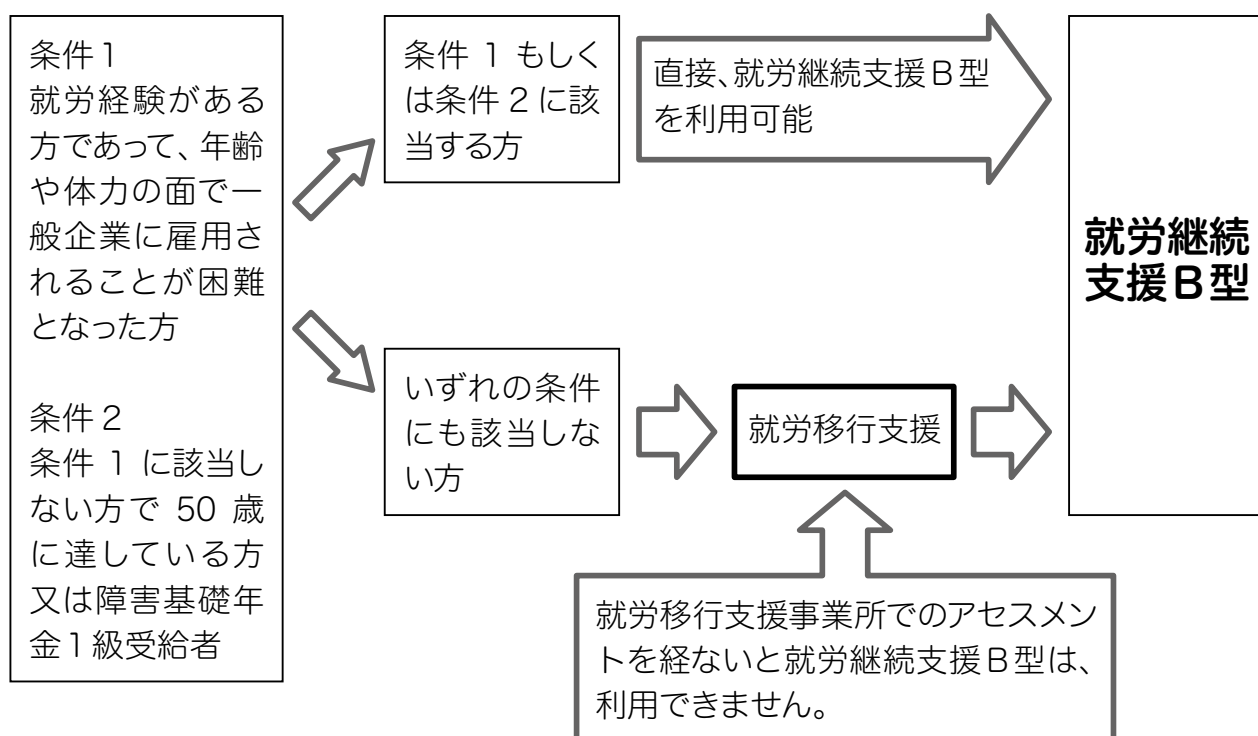 条件1
就労経験がある
方であって、年齢
や体力の面で一
般企業に雇用さ
れることが困難
となった方
条件2
条件 1 に該当し
ない方で 50 歳
に達している方
又は障害基礎年
金1級受給者
条件 1 もしく
は条件 2 に該
当する方
直接、就労継続支援B型
を利用可能
いずれの条件
にも該当しな
い方
就労移行支援
就労移行支援事業所でのアセスメン
トを経ないと就労継続支援B型は、
利用できません。
就労継続
支援B型